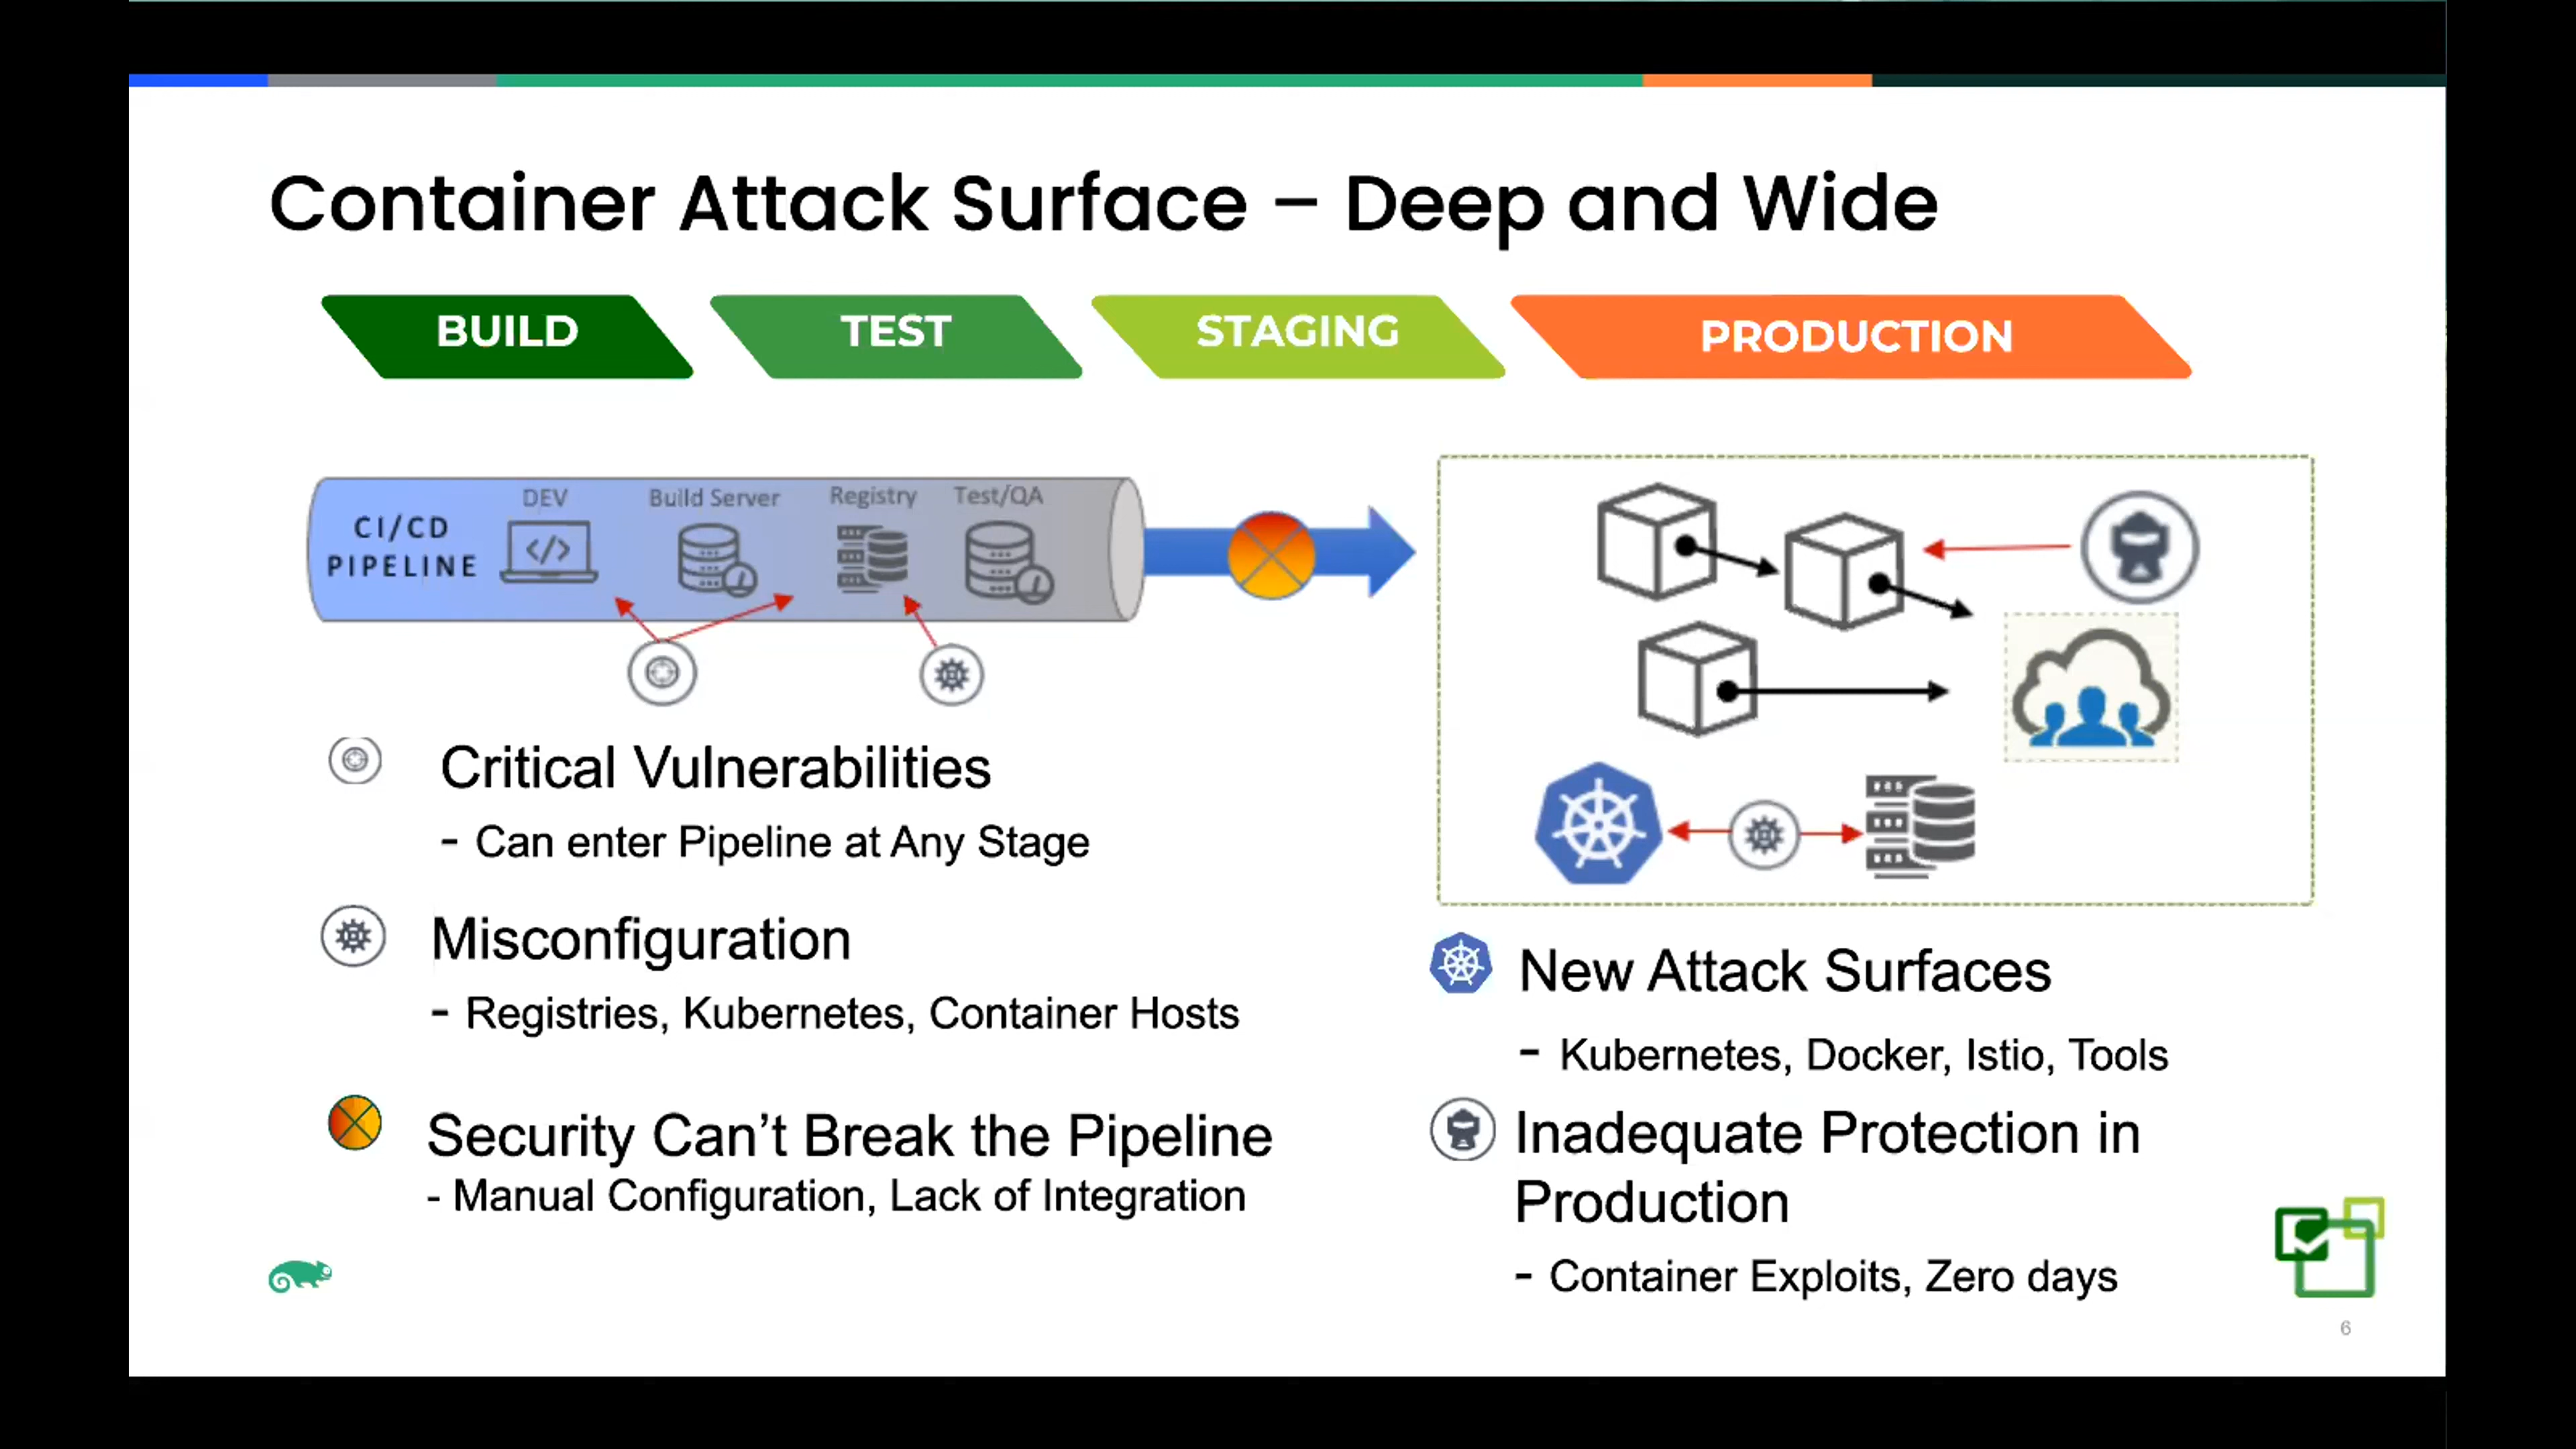 Container Attack Surface – Deep and Wide
BUILD
TEST
STAGING
PRODUCTION
CI/CD
PIPELINE
DEV
Build Server
Registry
Test/QA
Critical Vulnerabilities
- Can enter Pipeline at Any Stage
Misconfiguration
- Registries, Kubernetes, Container Hosts
Security Can’t Break the Pipeline
- Manual Configuration, Lack of Integration
New Attack Surfaces
- Kubernetes, Docker, Istio, Tools
Inadequate Protection in
Production
- Container Exploits, Zero days
6